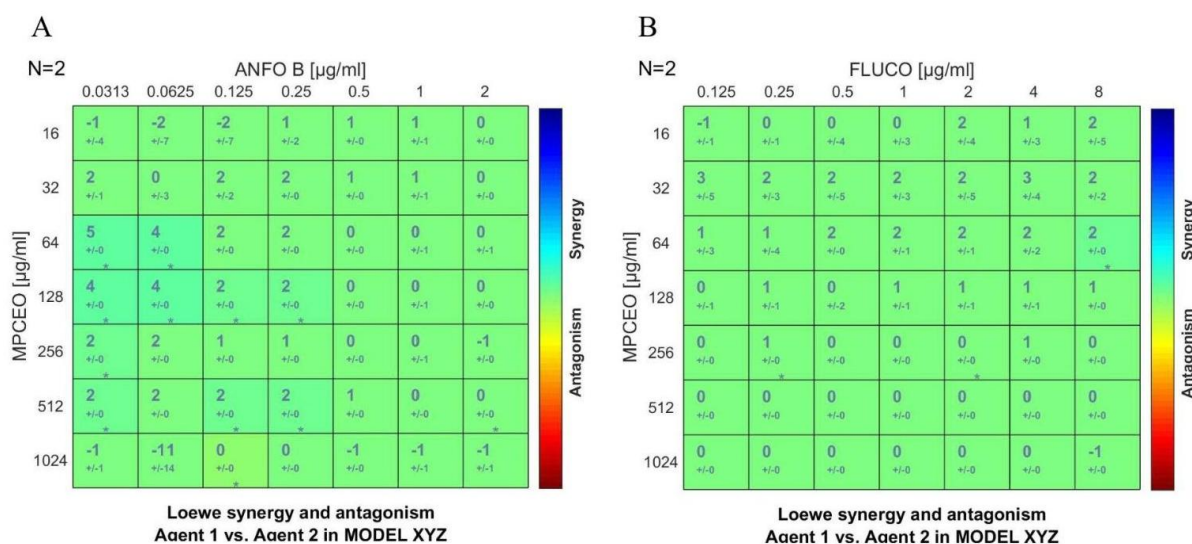 A
N=2
ANFO B [µg/ml]
0.0313 0.0625 0.125 0.25 0.5 1 2
16 -1 -2 -2 1 1 1 0
+/-4 +/-7 +/-7 +/-2 +/-0 +/-1 +/-0
32 2 0 2 2 1 1 0
+/-1 +/-3 +/-2 +/-0 +/-0 +/-1 +/-0
64 5 4 2 2 0 0 0
+/-0 +/-0 +/-0 +/-0 +/-0 +/-1 +/-1
* *
128 4 4 2 2 0 0 0
+/-0 +/-0 +/-0 +/-0 +/-0 +/-1 +/-0
* * * *
256 2 2 1 1 0 0 -1
+/-0 +/-0 +/-0 +/-0 +/-0 +/-1 +/-0
*
512 2 2 2 2 1 0 0
+/-0 +/-0 +/-0 +/-0 +/-0 +/-0 +/-0
* * * *
1024 -1 -11 0 0 -1 -1 -1
+/-1 +/-14 +/-0 +/-0 +/-0 +/-1 +/-1
*
MPCEO [µg/ml]
Synergy
Antagonism
Loewe synergy and antagonism
Agent 1 vs. Agent 2 in MODEL XYZ
B
N=2
FLUCO [µg/ml]
0.125 0.25 0.5 1 2 4 8
16 -1 0 0 0 2 1 2
+/-1 +/-1 +/-4 +/-3 +/-4 +/-3 +/-5
32 3 2 2 2 2 3 2
+/-5 +/-3 +/-5 +/-3 +/-5 +/-4 +/-2
64 1 1 2 2 2 2 2
+/-3 +/-4 +/-0 +/-1 +/-1 +/-2 +/-0
*
128 0 1 0 1 1 1 1
+/-1 +/-1 +/-2 +/-1 +/-1 +/-1 +/-0
256 0 1 0 0 0 1 0
+/-0 +/-0 +/-0 +/-0 +/-0 +/-0 +/-0
* *
512 0 0 0 0 0 0 0
+/-0 +/-0 +/-0 +/-0 +/-0 +/-0 +/-0
1024 0 0 0 0 0 0 -1
+/-0 +/-0 +/-0 +/-0 +/-0 +/-0 +/-0
MPCEO [µg/ml]
Synergy
Antagonism
Loewe synergy and antagonism
Agent 1 vs. Agent 2 in MODEL XYZ